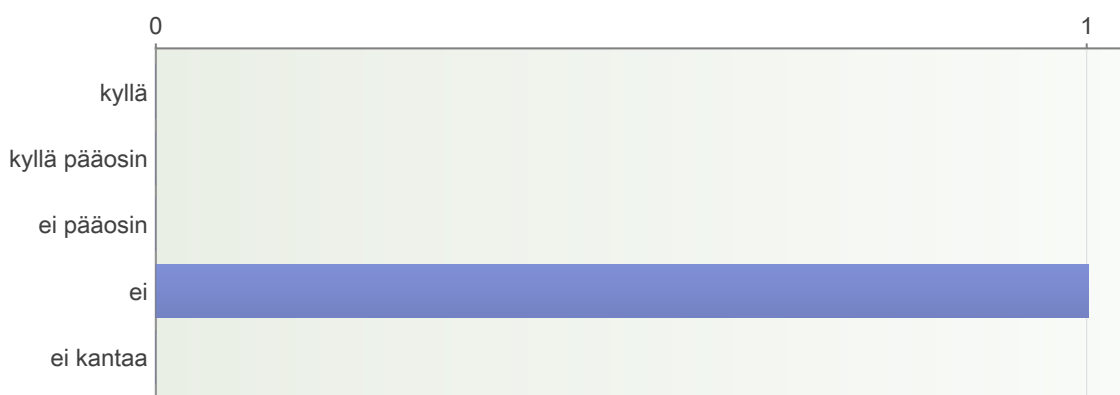 0 1
kyllä
kyllä pääosin
ei pääosin
ei
ei kantaa